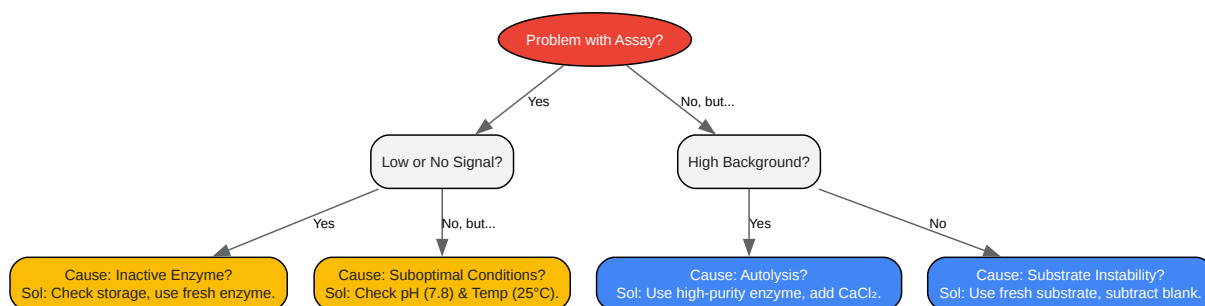 Problem with Assay?
Yes
No, but...
Low or No Signal?
High Background?
Yes
No, but...
Yes
No
Cause: Inactive Enzyme?
Sol: Check storage, use fresh enzyme.
Cause: Suboptimal Conditions?
Sol: Check pH (7.8) & Temp (25°C).
Cause: Autolysis?
Sol: Use high-purity enzyme, add CaCl₂.
Cause: Substrate Instability?
Sol: Use fresh substrate, subtract blank.